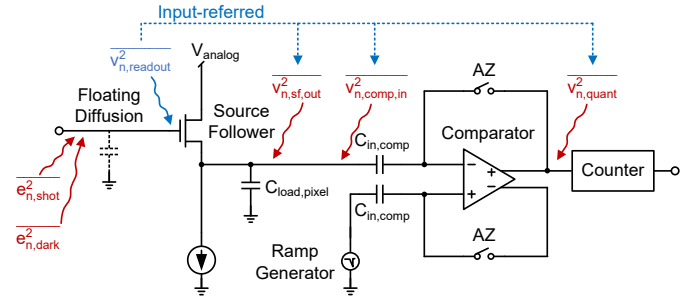 Input-referred
v²n,readout
Vanalog
v²n,sf,out
v²n,comp,in
AZ
v²n,quant
Floating
Diffusion
Source
Follower
Cin,comp
Comparator
−
+
+
−
Counter
e²n,shot
Cload,pixel
Cin,comp
e²n,dark
Ramp
Generator
AZ